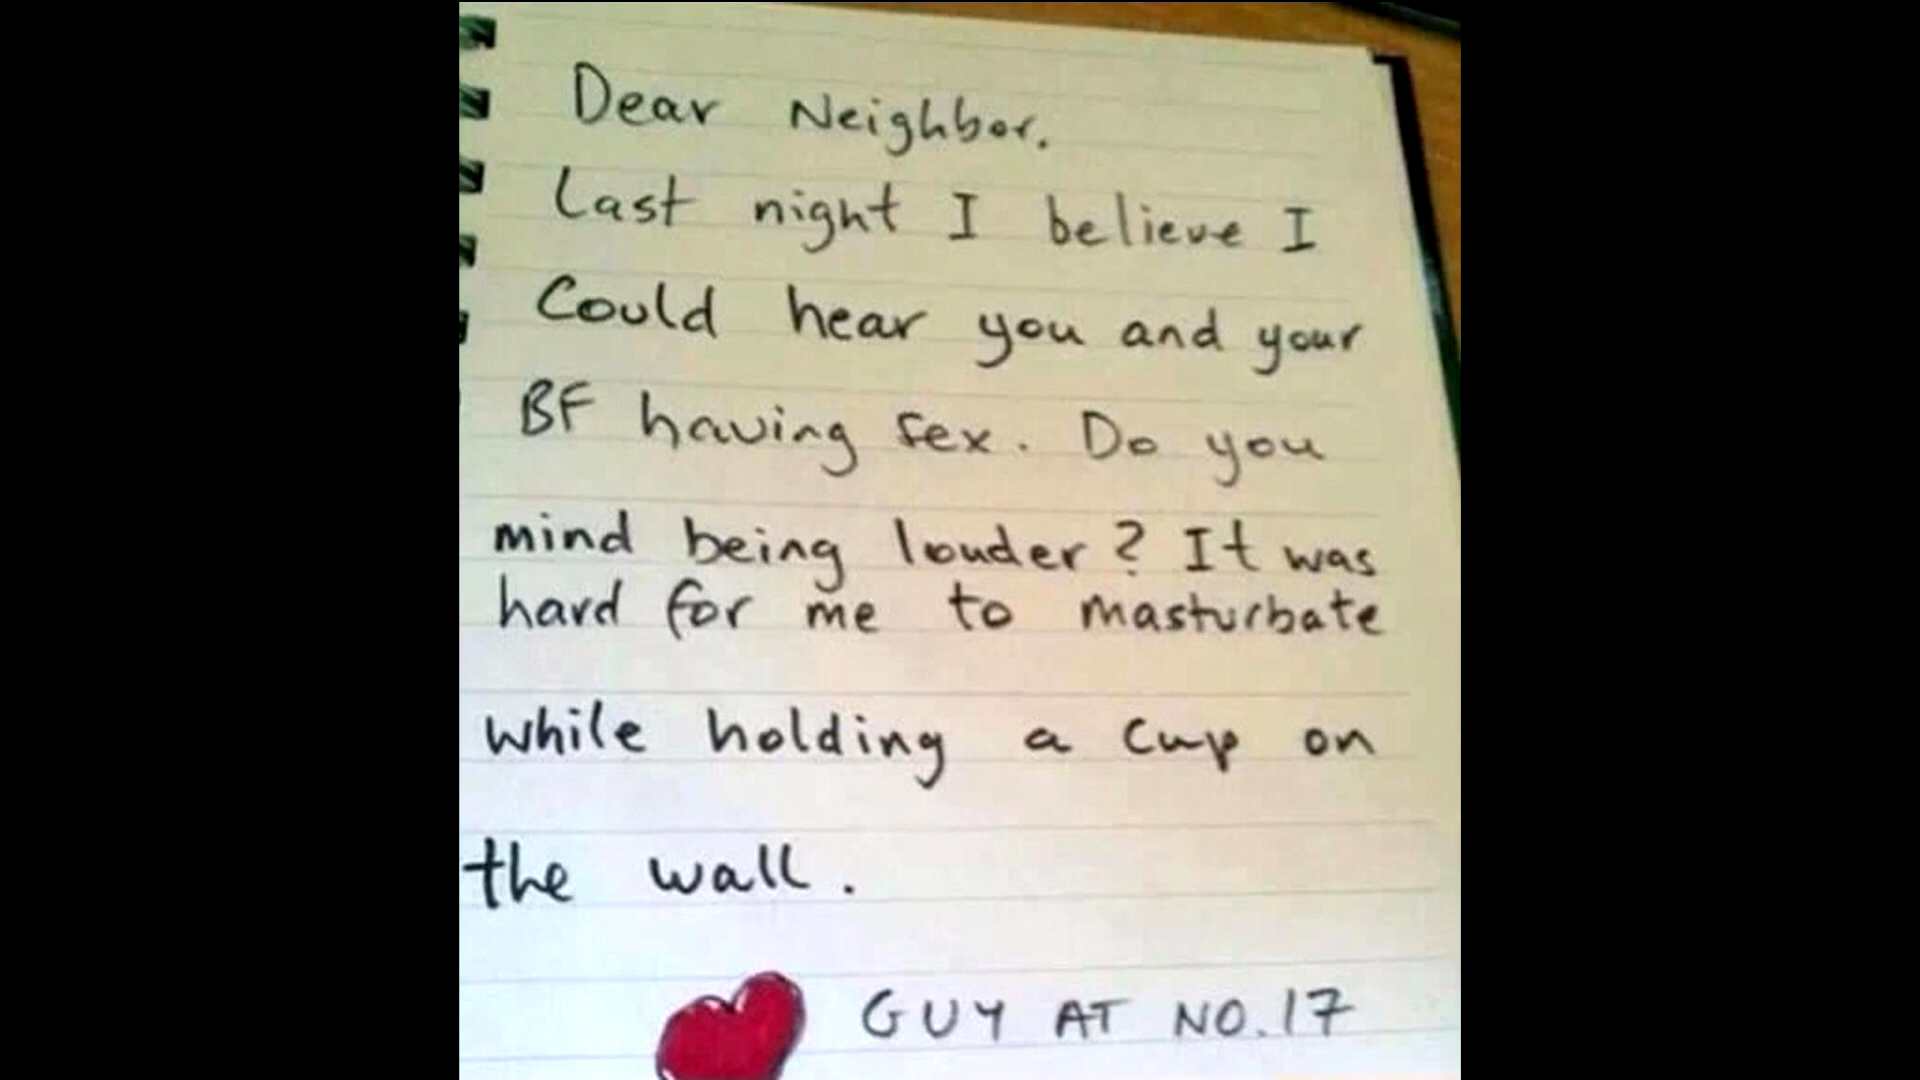 Dear Neighbor.
Last night I believe I
Could hear you and your
BF having sex. Do you
mind being louder? It was
hard for me to masturbate
while holding a cup on
the wall.
GUY AT NO.17